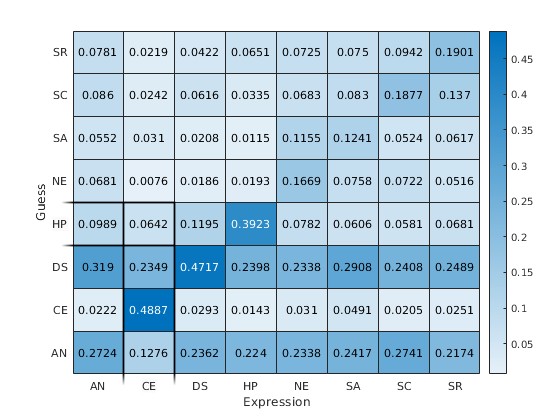 SR 0.0781 0.0219 0.0422 0.0651 0.0725 0.075 0.0942 0.1901
SC 0.086 0.0242 0.0616 0.0335 0.0683 0.083 0.1877 0.137
SA 0.0552 0.031 0.0208 0.0115 0.1155 0.1241 0.0524 0.0617
NE 0.0681 0.0076 0.0186 0.0193 0.1669 0.0758 0.0722 0.0516
HP 0.0989 0.0642 0.1195 0.3923 0.0782 0.0606 0.0581 0.0681
DS 0.319 0.2349 0.4717 0.2398 0.2338 0.2908 0.2408 0.2489
CE 0.0222 0.4887 0.0293 0.0143 0.031 0.0491 0.0205 0.0251
AN 0.2724 0.1276 0.2362 0.224 0.2338 0.2417 0.2741 0.2174
AN CE DS HP NE SA SC SR
Expression
Guess
0.45
0.4
0.35
0.3
0.25
0.2
0.15
0.1
0.05